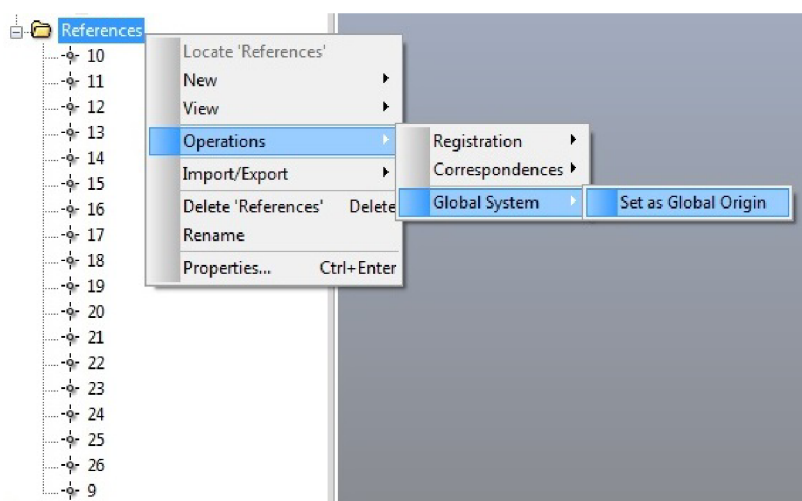 References
10
11
12
13
14
15
16
17
18
19
20
21
22
23
24
25
26
9
Locate 'References'
New
View
Operations
Import/Export
Delete 'References' Delete
Rename
Properties... Ctrl+Enter
Registration
Correspondences
Global System
Set as Global Origin